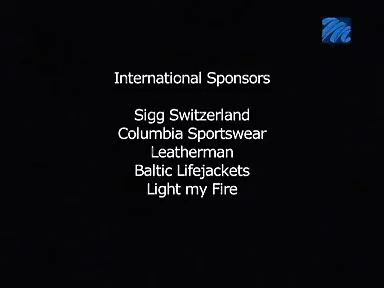 International Sponsors
Sigg Switzerland
Columbia Sportswear
Leatherman
Baltic Lifejackets
Light my Fire